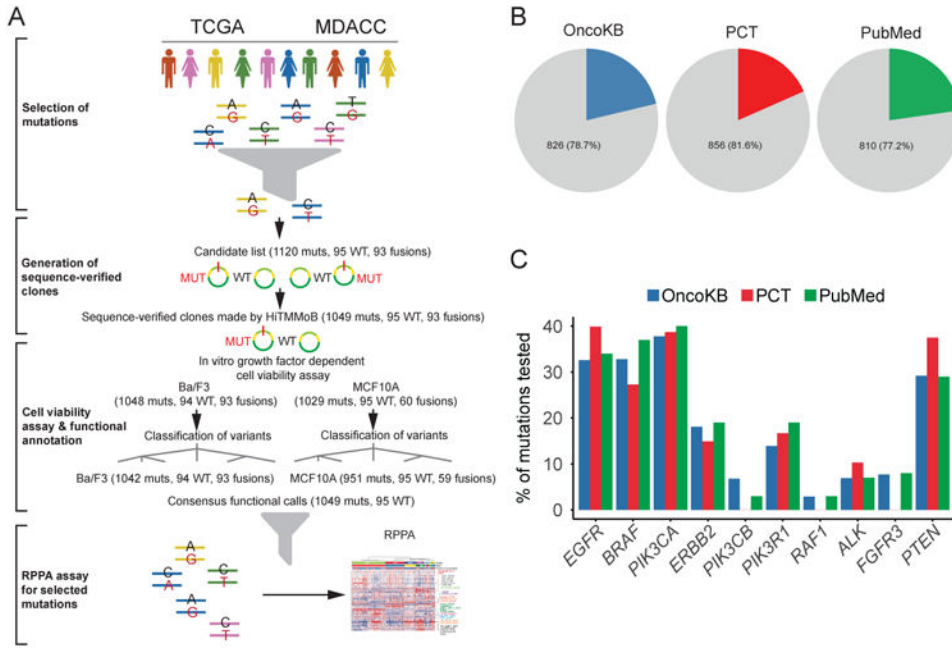 A
TCGA MDACC
Selection of
mutations
A A T
G G G
C C C
A T T
A C
G T
Candidate list (1120 muts, 95 WT, 93 fusions)
Generation of
sequence-verified
clones
MUT WT WT MUT
Sequence-verified clones made by HiTMMoB (1049 muts, 95 WT, 93 fusions)
MUT WT
In vitro growth factor dependent
cell viability assay
Ba/F3 MCF10A
(1048 muts, 94 WT, 93 fusions) (1029 muts, 95 WT, 60 fusions)
Cell viability
assay & functional
annotation
Classification of variants Classification of variants
Ba/F3 (1042 muts, 94 WT, 93 fusions) MCF10A (951 muts, 95 WT, 59 fusions)
Consensus functional calls (1049 muts, 95 WT)
RPPA assay
for selected
mutations
A
G
C C
A T
A
G
C
T
RPPA
B
OncoKB PCT PubMed
826 (78.7%) 856 (81.6%) 810 (77.2%)
C
OncoKB PCT PubMed
% of mutations tested
40
30
20
10
0
EGFR BRAF PIK3CA ERBB2 PIK3CB PIK3R1 RAF1 ALK FGFR3 PTEN